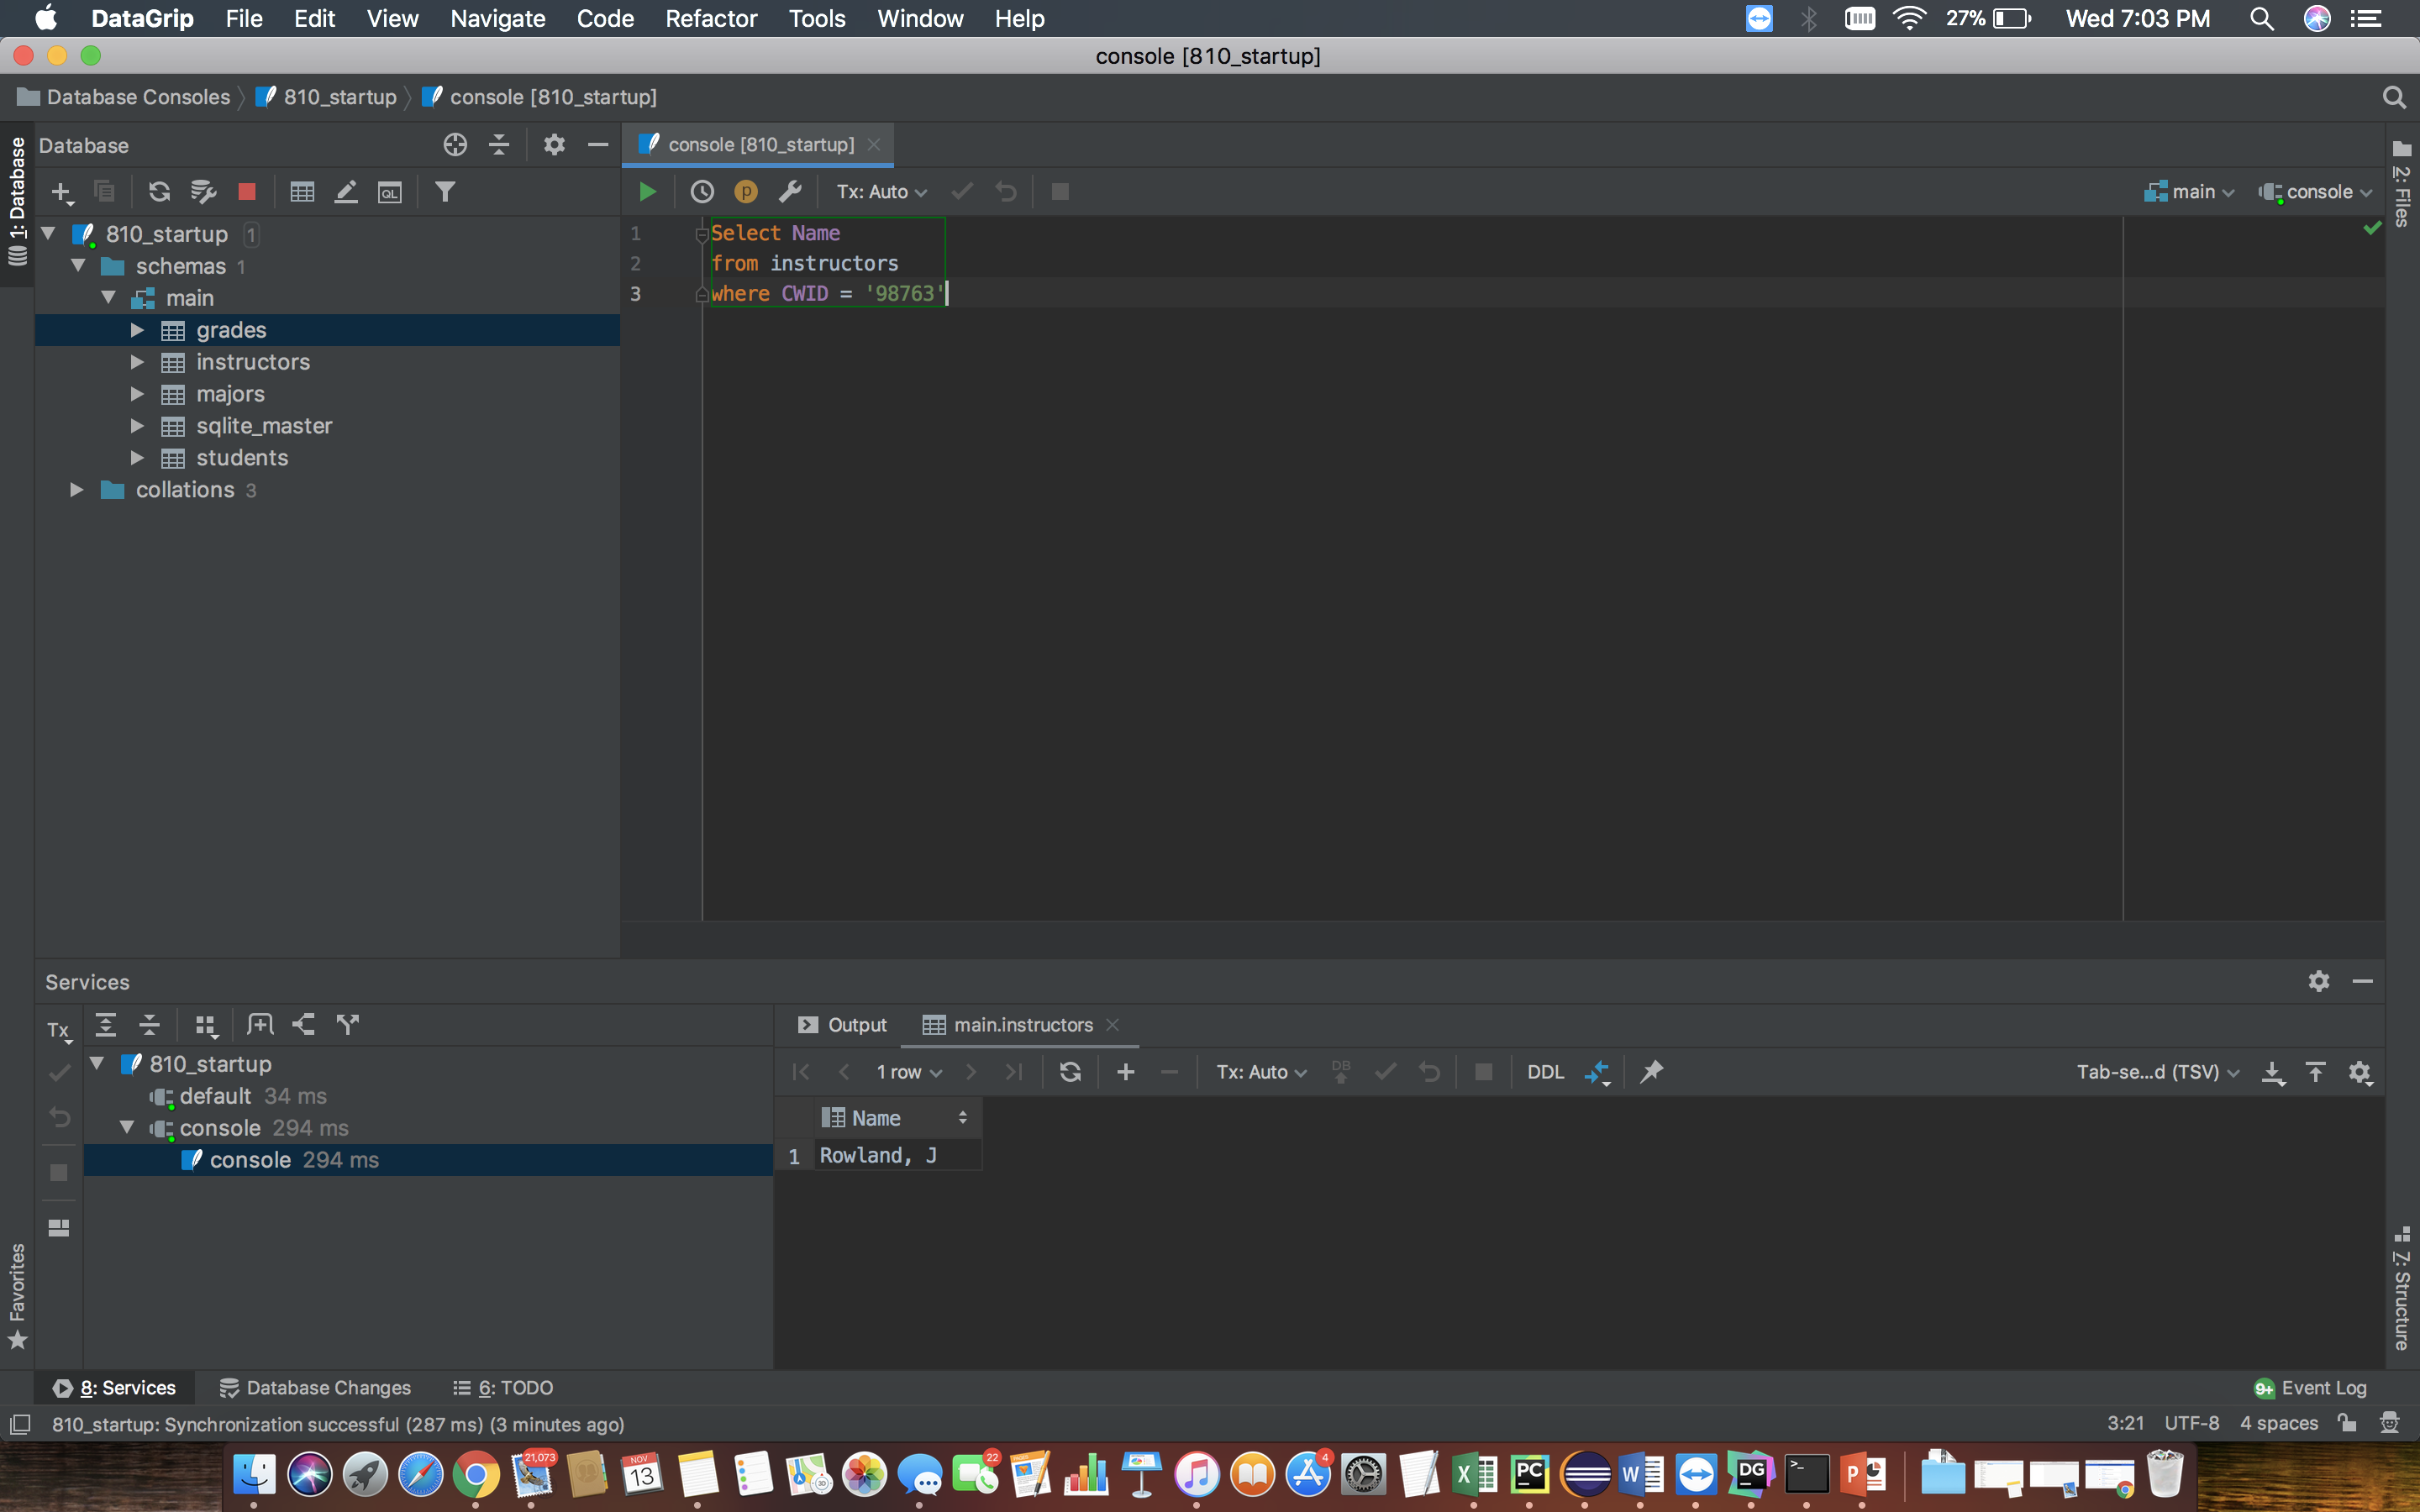 DataGrip File Edit View Navigate Code Refactor Tools Window Help 27% Wed 7:03 PM
console [810_startup]
Database Consoles 810_startup console [810_startup]
1: Database
Database
console [810_startup]
QL
P
Tx: Auto
main
console
2: Files
810_startup 1
schemas 1
main
grades
instructors
majors
sqlite_master
students
collations 3
1 Select Name
2 from instructors
3 where CWID = '98763'
Services
Tx
810_startup
default 34 ms
console 294 ms
console 294 ms
Output
main.instructors
1 row
Tx: Auto
DB
DDL
Tab-se...d (TSV)
Name
1 Rowland, J
Favorites
7: Structure
8: Services
Database Changes
6: TODO
9+ Event Log
810_startup: Synchronization successful (287 ms) (3 minutes ago)
3:21 UTF-8 4 spaces
21,073
NOV
13
22
4
X
PC
W
DG
>_
P